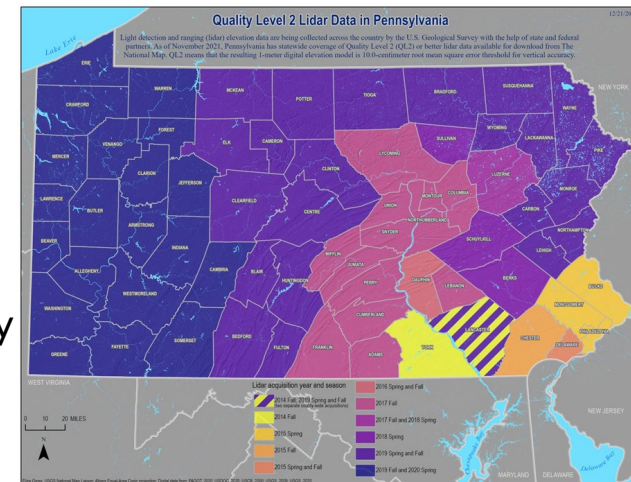 Quality Level 2 Lidar Data in Pennsylvania
Light detection and ranging (lidar) elevation data are being collected across the country by the U.S. Geological Survey with the help of state and federal
partners. As of November 2021, Pennsylvania has statewide coverage of Quality Level 2 (QL2) or better lidar data available for download from The
National Map. QL2 means that the resulting 1-meter digital elevation model is 10.0-centimeter root mean square error threshold for vertical accuracy.
Lake Erie
ERIE
WARREN
MCKEAN
POTTER
TIOGA
BRADFORD
SUSQUEHANNA
NEW YORK
CRAWFORD
WAYNE
FOREST
ELK
CAMERON
SULLIVAN
WYOMING
LACKAWANNA
VENANGO
LYCOMING
PIKE
MERCER
CLARION
CLINTON
LUZERNE
JEFFERSON
COLUMBIA
MONTOUR
MONROE
LAWRENCE
CLEARFIELD
CENTRE
UNION
CARBON
BUTLER
NORTHUMBERLAND
ARMSTRONG
SNYDER
NORTHAMPTON
BEAVER
INDIANA
SCHUYLKILL
LEHIGH
MIFFLIN
ALLEGHENY
CAMBRIA
BLAIR
HUNTINGDON
JUNIATA
DAUPHIN
BERKS
PERRY
LEBANON
BUCKS
WESTMORELAND
MONTGOMERY
WASHINGTON
CUMBERLAND
LANCASTER
PHILADELPHIA
SOMERSET
BEDFORD
CHESTER
FAYETTE
FULTON
FRANKLIN
YORK
DELAWARE
GREENE
ADAMS
WEST VIRGINIA
Lidar acquisition year and season
2014 Fall; 2019 Spring and Fall
(two separate county-wide acquisitions)
2014 Fall
2015 Spring
2015 Fall
2015 Spring and Fall
2016 Spring and Fall
2017 Fall
2017 Fall and 2018 Spring
2018 Spring
2019 Spring and Fall
2019 Fall and 2020 Spring
NEW JERSEY
0 10 20 MILES
N
Chesapeake Bay
Delaware Bay
MARYLAND
DELAWARE
y